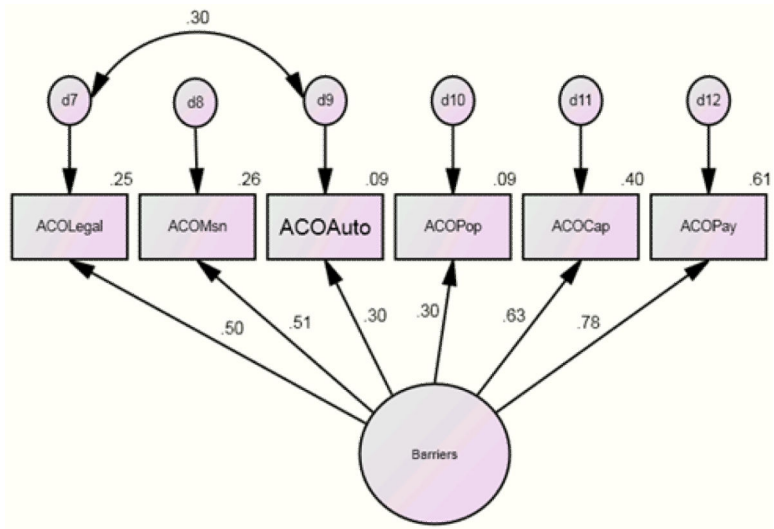 .30
d7
d8
d9
d10
d11
d12
.25
.26
.09
.09
.40
.61
ACOLegal
ACOMsn
ACOAuto
ACOPop
ACOCap
ACOPay
.50
.51
.30
.30
.63
.78
Barriers